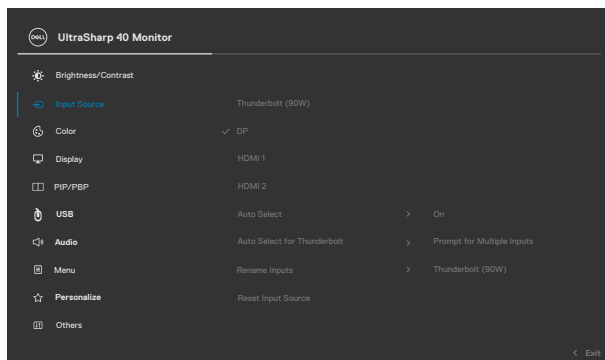 DELL UltraSharp 40 Monitor
Brightness/Contrast
Input Source Thunderbolt (90W)
Color ✓ DP
Display HDMI 1
PIP/PBP HDMI 2
USB Auto Select > On
Audio Auto Select for Thunderbolt > Prompt for Multiple Inputs
Menu Rename Inputs > Thunderbolt (90W)
Personalize Reset Input Source
Others
< Exit